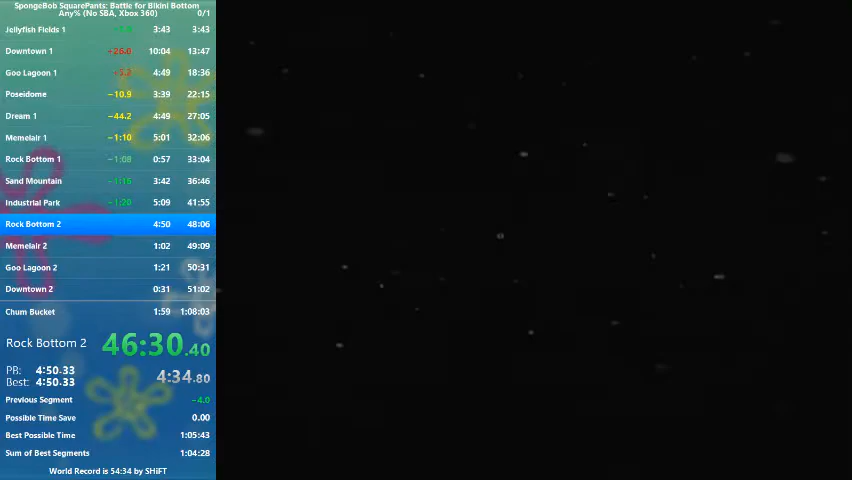 SpongeBob SquarePants: Battle for Bikini Bottom
Any% (No SBA, Xbox 360) 0/1
Jellyfish Fields 1 3:43 3:43
Downtown 1 +26.0 10:04 13:47
Goo Lagoon 1 4:49 18:36
Poseidome −10.9 3:39 22:15
Dream 1 −44.2 4:49 27:05
Memelair 1 −1:10 5:01 32:06
Rock Bottom 1 −1:08 0:57 33:04
Sand Mountain −1:16 3:42 36:46
Industrial Park −1:20 5:09 41:55
Rock Bottom 2 4:50 48:06
Memelair 2 1:02 49:09
Goo Lagoon 2 1:21 50:31
Downtown 2 0:31 51:02
Chum Bucket 1:59 1:08:03
Rock Bottom 2 46:30.40
PB: 4:50.33
Best: 4:50.33 4:34.80
Previous Segment −4.0
Possible Time Save 0.00
Best Possible Time 1:05:43
Sum of Best Segments 1:04:28
World Record is 54:34 by SHiFT